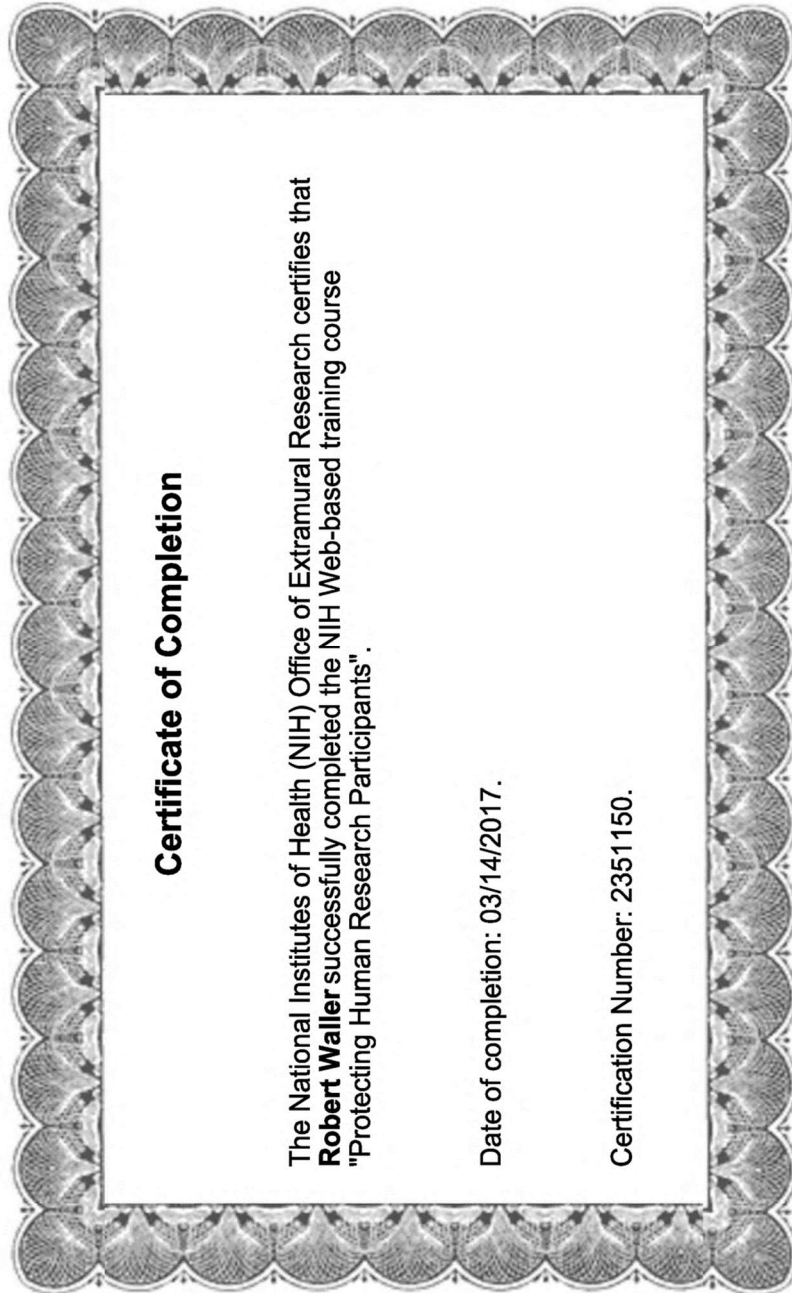 Certificate of Completion
The National Institutes of Health (NIH) Office of Extramural Research certifies that
Robert Waller successfully completed the NIH Web-based training course
"Protecting Human Research Participants".
Date of completion: 03/14/2017.
Certification Number: 2351150.